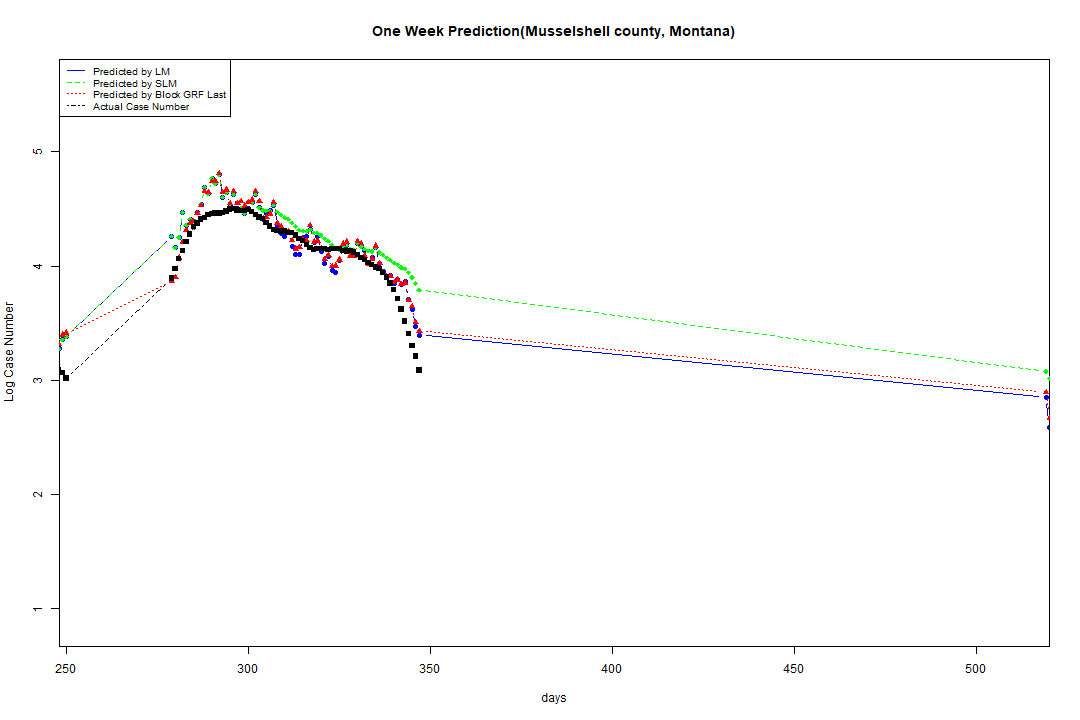 One Week Prediction(Musselshell county, Montana)
Predicted by LM
Predicted by SLM
Predicted by Block GRF Last
Actual Case Number
5
4
3
2
1
Log Case Number
250 300 350 400 450 500
days